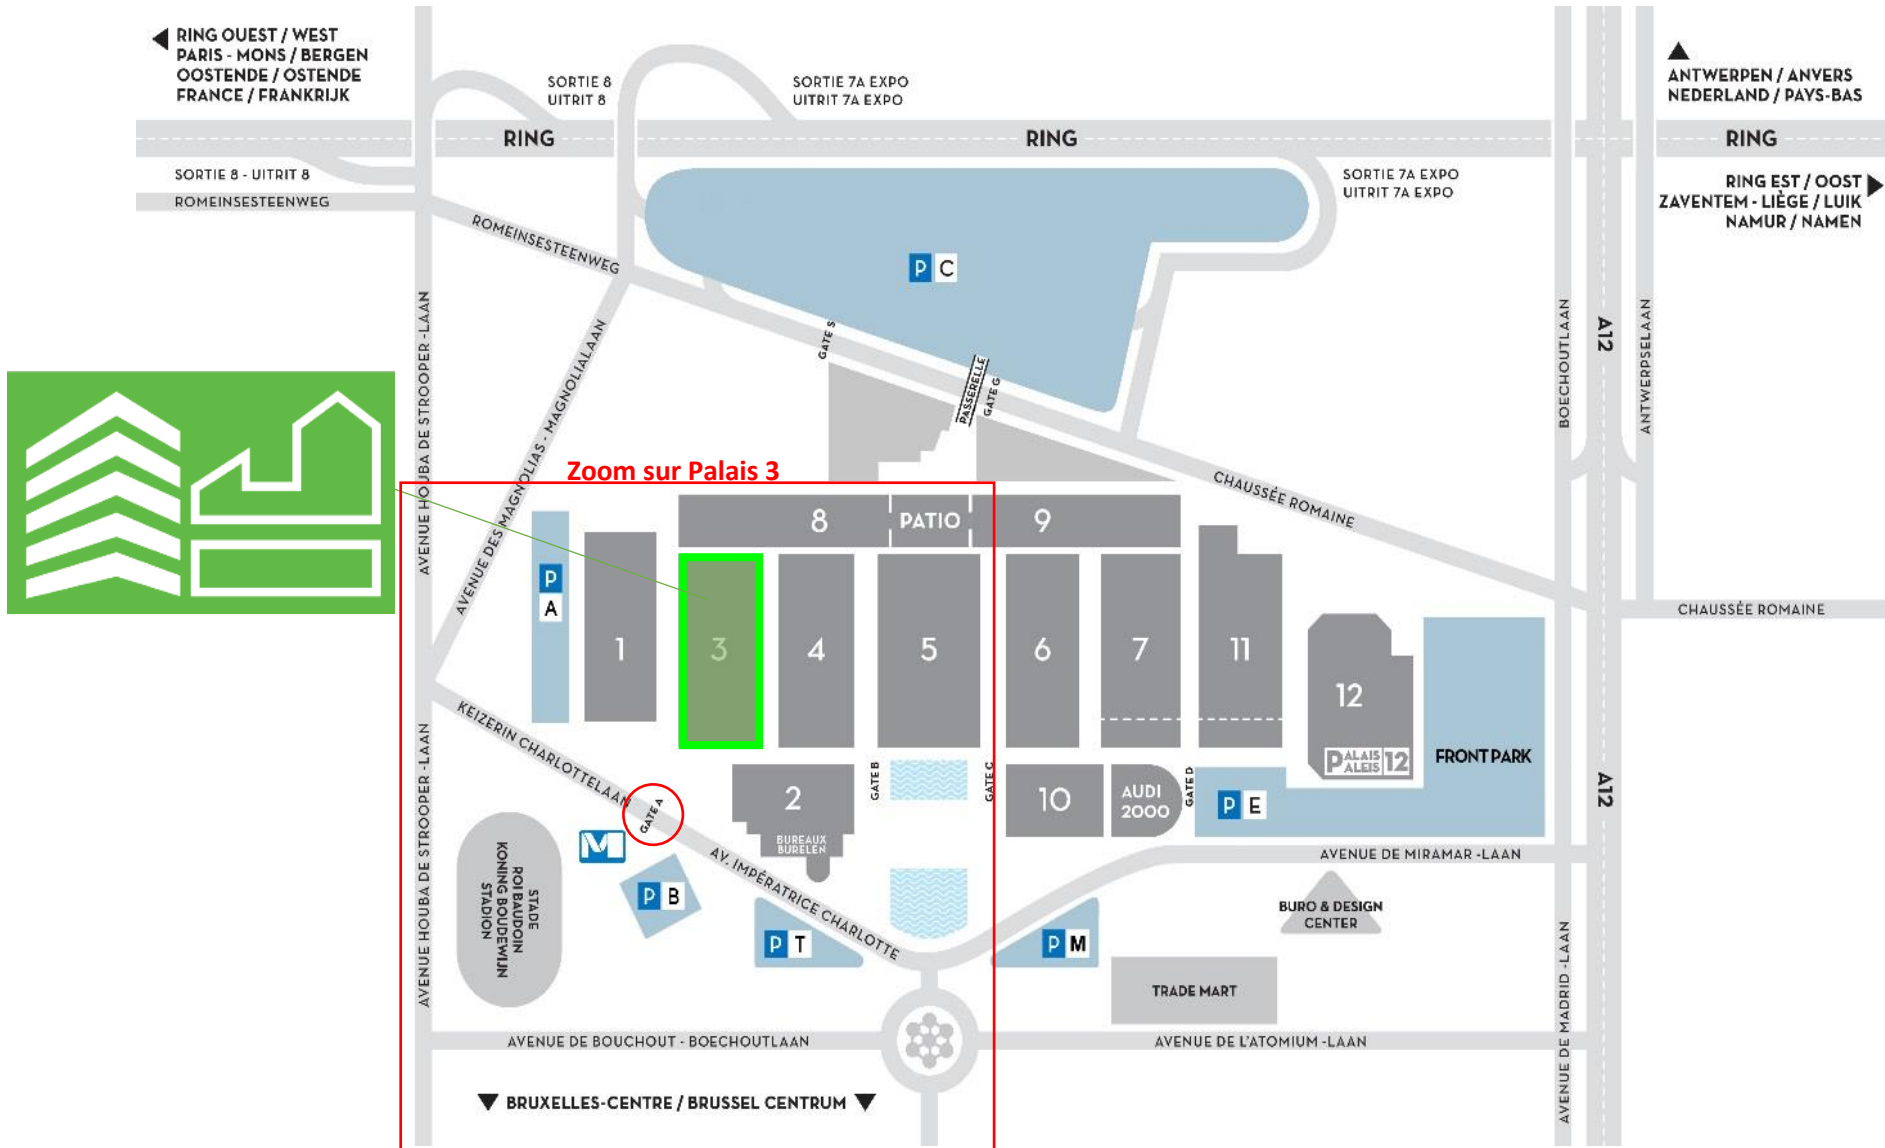 RING OUEST / WEST
PARIS - MONS / BERGEN
OOSTENDE / OSTENDE
FRANCE / FRANKRIJK
SORTIE 8
UITRIT 8
SORTIE 7A EXPO
UITRIT 7A EXPO
ANTWERPEN / ANVERS
NEDERLAND / PAYS-BAS
RING
RING
RING
SORTIE 8 - UITRIT 8
ROMEINSESTEENWEG
SORTIE 7A EXPO
UITRIT 7A EXPO
RING EST / OOST
ZAVENTEM - LIÈGE / LUIK
NAMUR / NAMEN
ROMEINSESTEENWEG
P C
AVENUE HOUBA DE STROOPER -LAAN
AVENUE DES MAGNOLIAS - MAGNOLIALAAN
GATE S
PASSERELLE
GATE G
BOECHOUTLAAN
A12
ANTWERPSELAAN
Zoom sur Palais 3
CHAUSSÉE ROMAINE
8
PATIO
9
P
A
1
3
4
5
6
7
11
12
CHAUSSÉE ROMAINE
PALAIS
PALEIS 12
FRONT PARK
KEIZERIN CHARLOTTELAAN
GATE A
2
BUREAUX
BURELEN
GATE B
GATE C
10
AUDI
2000
GATE D
P E
A12
AVENUE HOUBA DE STROOPER -LAAN
M
P B
AV. IMPÉRATRICE CHARLOTTE
AVENUE DE MIRAMAR -LAAN
STADE
ROI BAUDOIN
KONING BOUDEWIJN
STADION
P T
P M
BURO & DESIGN
CENTER
TRADE MART
AVENUE DE MADRID -LAAN
AVENUE DE BOUCHOUT - BOECHOUTLAAN
AVENUE DE L'ATOMIUM -LAAN
BRUXELLES-CENTRE / BRUSSEL CENTRUM